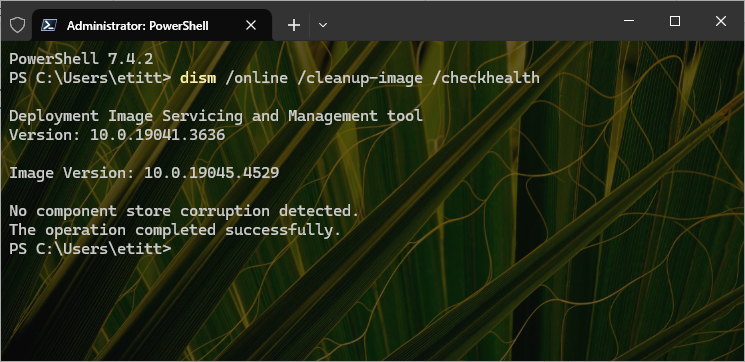 Administrator: PowerShell
PowerShell 7.4.2
PS C:\Users\etitt> dism /online /cleanup-image /checkhealth
Deployment Image Servicing and Management tool
Version: 10.0.19041.3636
Image Version: 10.0.19045.4529
No component store corruption detected.
The operation completed successfully.
PS C:\Users\etitt>